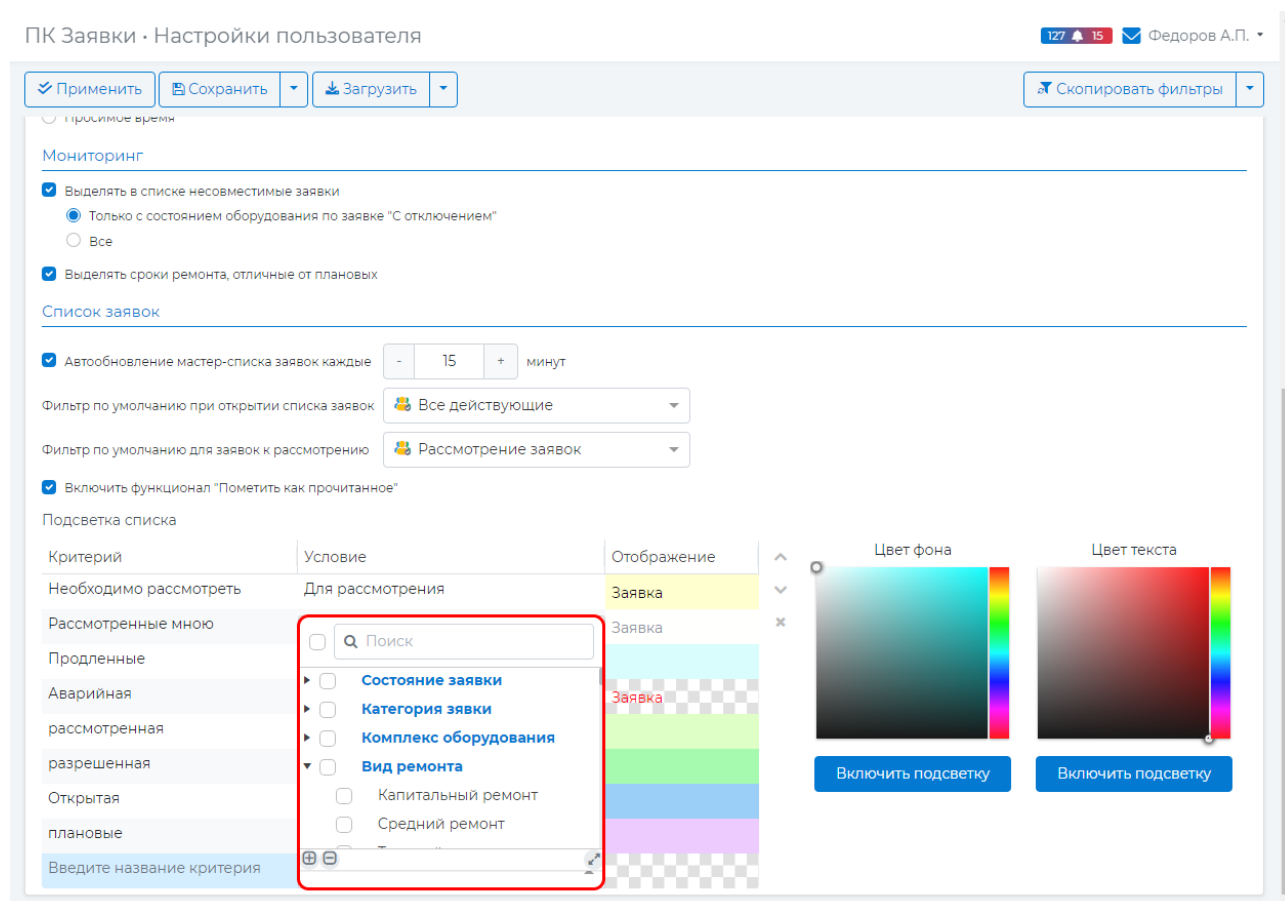 ПК Заявки • Настройки пользователя
127 15 Федоров А.П.
Применить Сохранить Загрузить Скопировать фильтры
Просимое время
Мониторинг
Выделять в списке несовместимые заявки
Только с состоянием оборудования по заявке "С отключением"
Все
Выделять сроки ремонта, отличные от плановых
Список заявок
Автообновление мастер-списка заявок каждые - 15 + минут
Фильтр по умолчанию при открытии списка заявок Все действующие
Фильтр по умолчанию для заявок к рассмотрению Рассмотрение заявок
Включить функционал "Пометить как прочитанное"
Подсветка списка
Критерий Условие Отображение Цвет фона Цвет текста
Необходимо рассмотреть Для рассмотрения Заявка
Рассмотренные мною Заявка
Поиск
Продленные
Состояние заявки
Аварийная Заявка
Категория зявки
рассмотренная
Комплекс оборудования
разрешенная
Вид ремонта
Включить подсветку Включить подсветку
Открытая
Капитальный ремонт
Средний ремонт
плановые
Введите название критерия